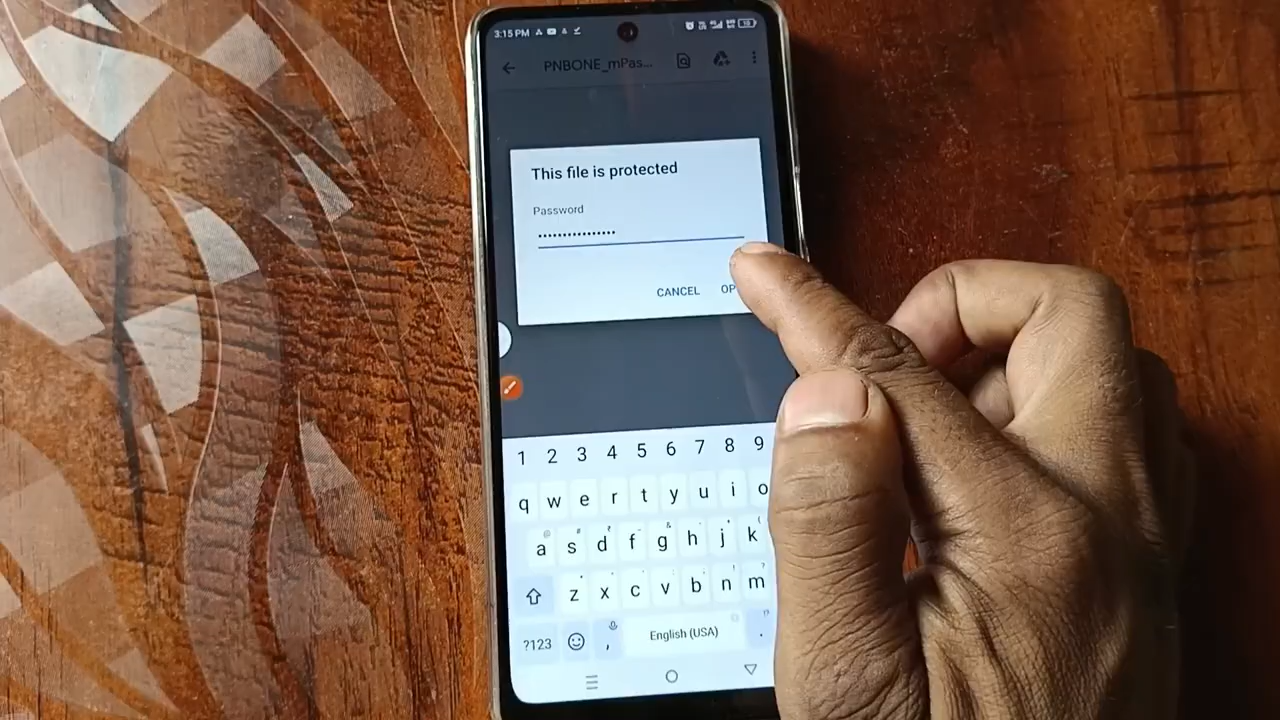 3:15 PM
PNBONE_mPas...
This file is protected
Password
CANCEL OP
1 2 3 4 5 6 7 8 9
q w e r t y u i o
a s d f g h j k
z x c v b n m
?123 , English (USA) .